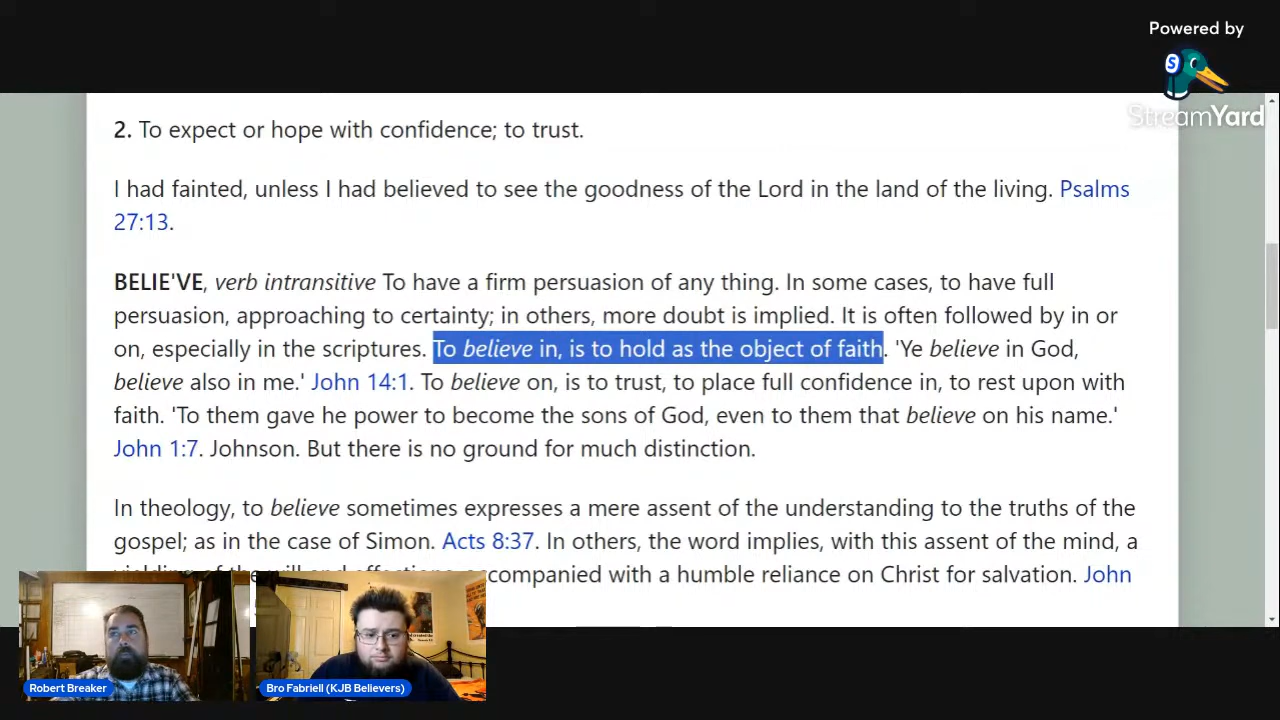 Powered by
StreamYard
2. To expect or hope with confidence; to trust.
I had fainted, unless I had believed to see the goodness of the Lord in the land of the living. Psalms
27:13.
BELIE'VE, verb intransitive To have a firm persuasion of any thing. In some cases, to have full
persuasion, approaching to certainty; in others, more doubt is implied. It is often followed by in or
on, especially in the scriptures. To believe in, is to hold as the object of faith. 'Ye believe in God,
believe also in me.' John 14:1. To believe on, is to trust, to place full confidence in, to rest upon with
faith. 'To them gave he power to become the sons of God, even to them that believe on his name.'
John 1:7. Johnson. But there is no ground for much distinction.
In theology, to believe sometimes expresses a mere assent of the understanding to the truths of the
gospel; as in the case of Simon. Acts 8:37. In others, the word implies, with this assent of the mind, a
with a humble reliance on Christ for salvation. John
Robert Breaker
Bro Fabriell (KJB Believers)